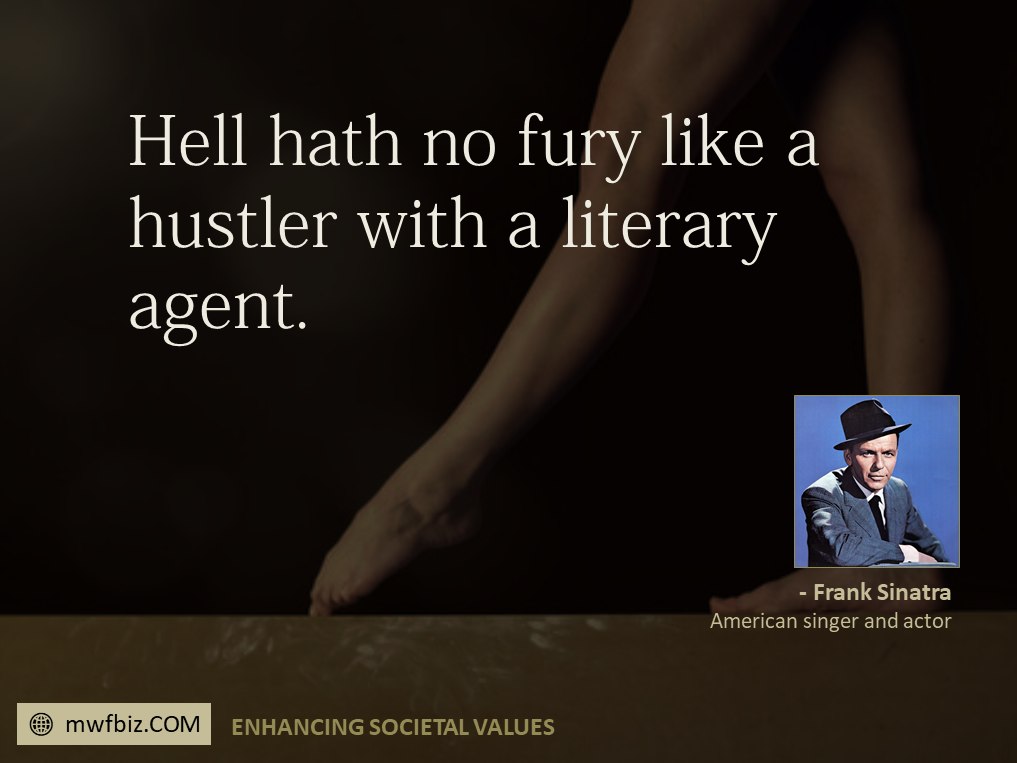 Hell hath no fury like a
hustler with a literary
agent.
- Frank Sinatra
American singer and actor
mwfbiz.COM
ENHANCING SOCIETAL VALUES